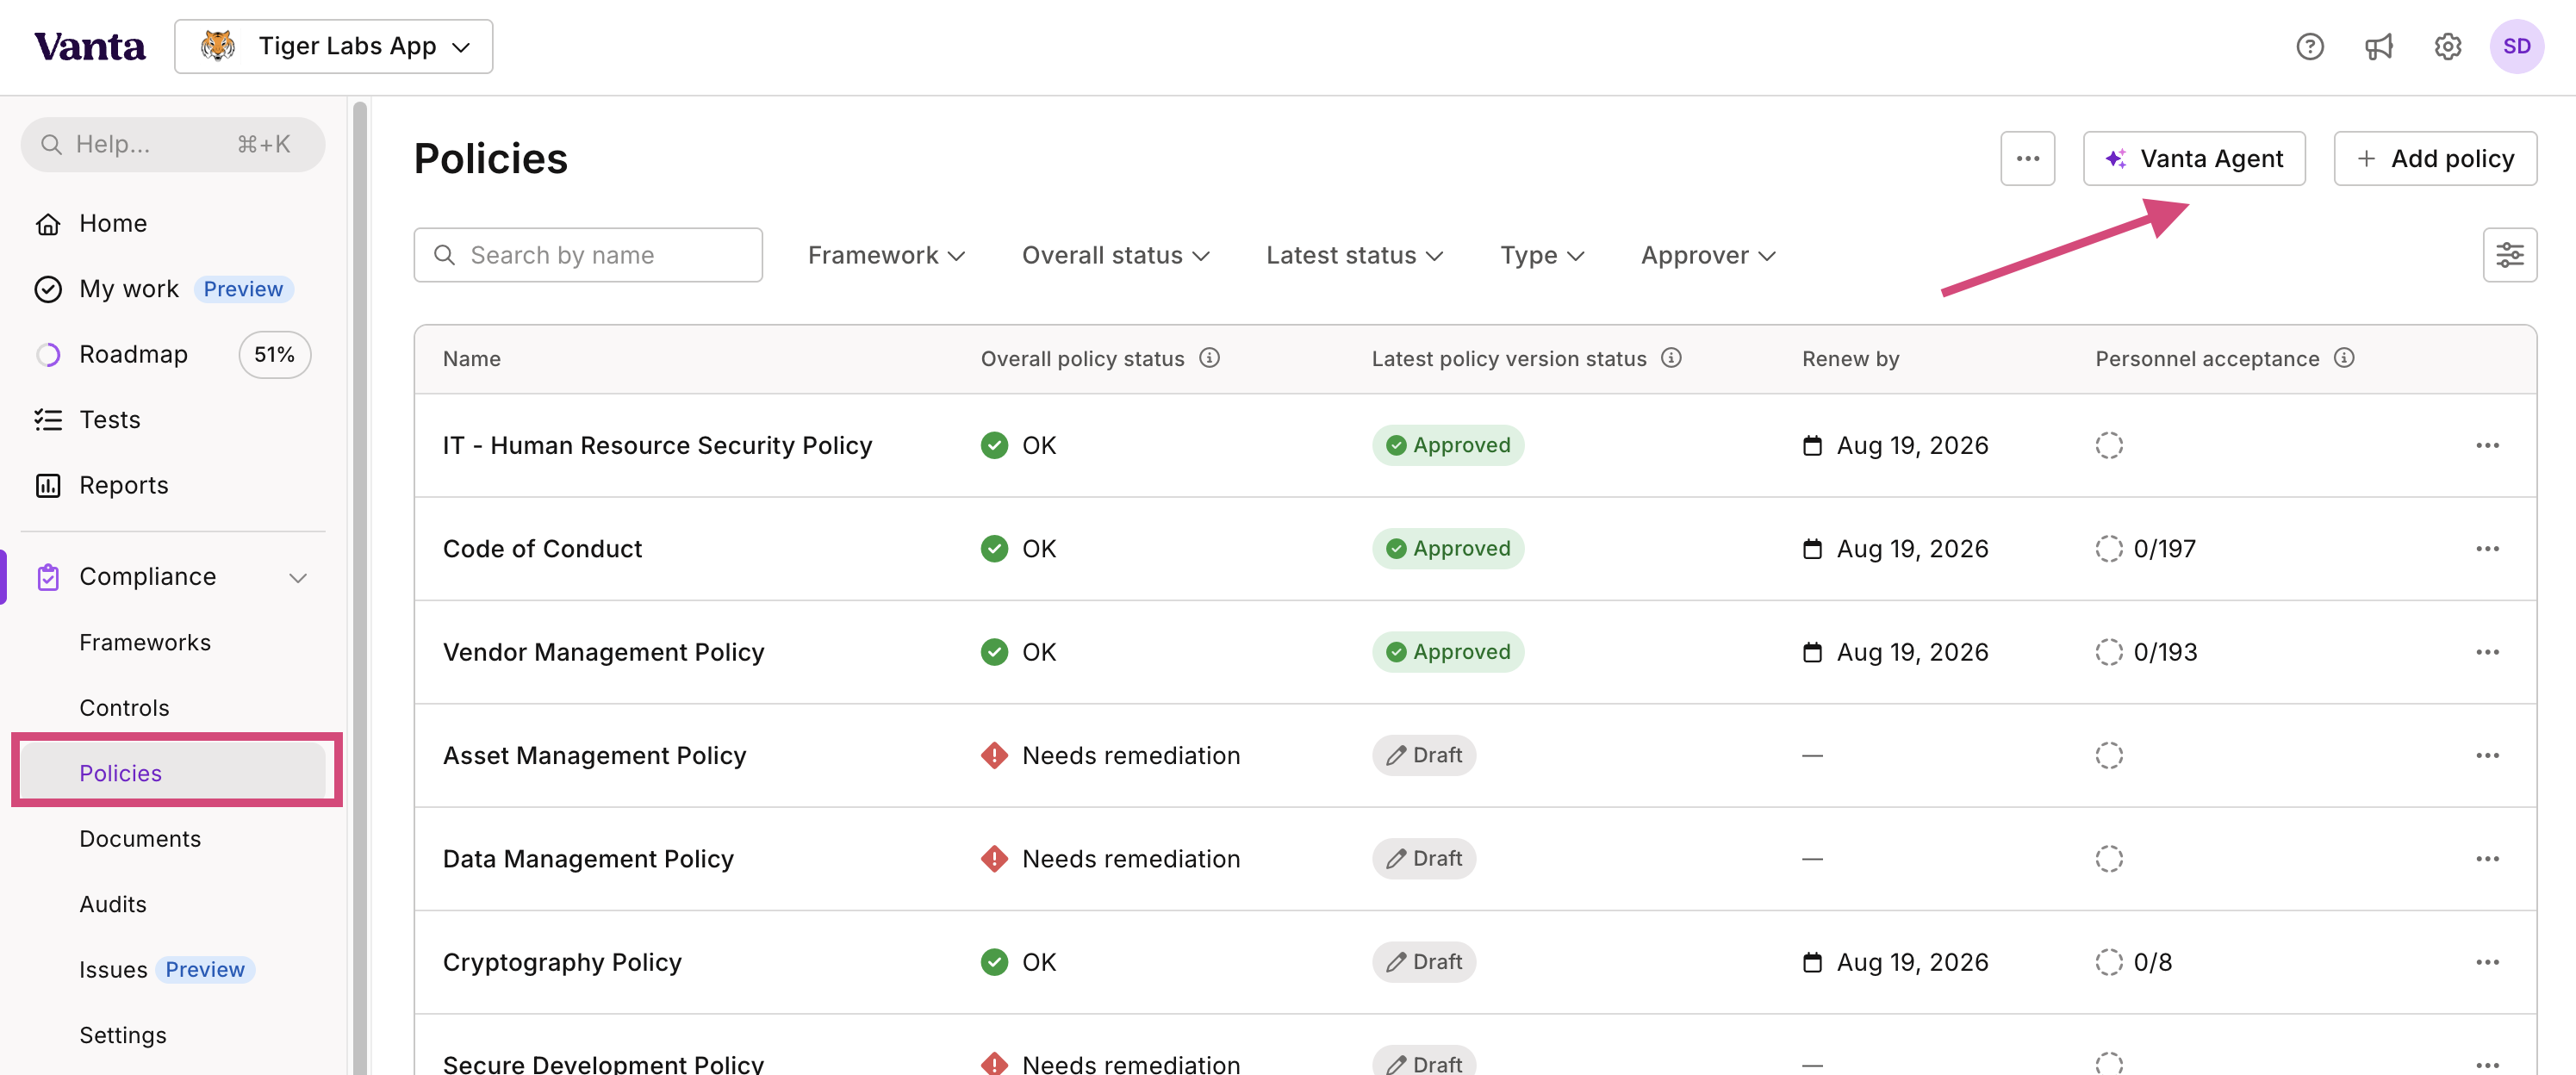 Vanta
Tiger Labs App
SD
Help...
⌘+K
Home
My work Preview
Roadmap 51%
Tests
Reports
Compliance
Frameworks
Controls
Policies
Documents
Audits
Issues Preview
Settings
Policies
Vanta Agent
Add policy
Search by name
Framework
Overall status
Latest status
Type
Approver
Name Overall policy status Latest policy version status Renew by Personnel acceptance
IT - Human Resource Security Policy OK Approved Aug 19, 2026
Code of Conduct OK Approved Aug 19, 2026 0/197
Vendor Management Policy OK Approved Aug 19, 2026 0/193
Asset Management Policy Needs remediation Draft —
Data Management Policy Needs remediation Draft —
Cryptography Policy OK Draft Aug 19, 2026 0/8
Secure Development Policy Needs remediation Draft —